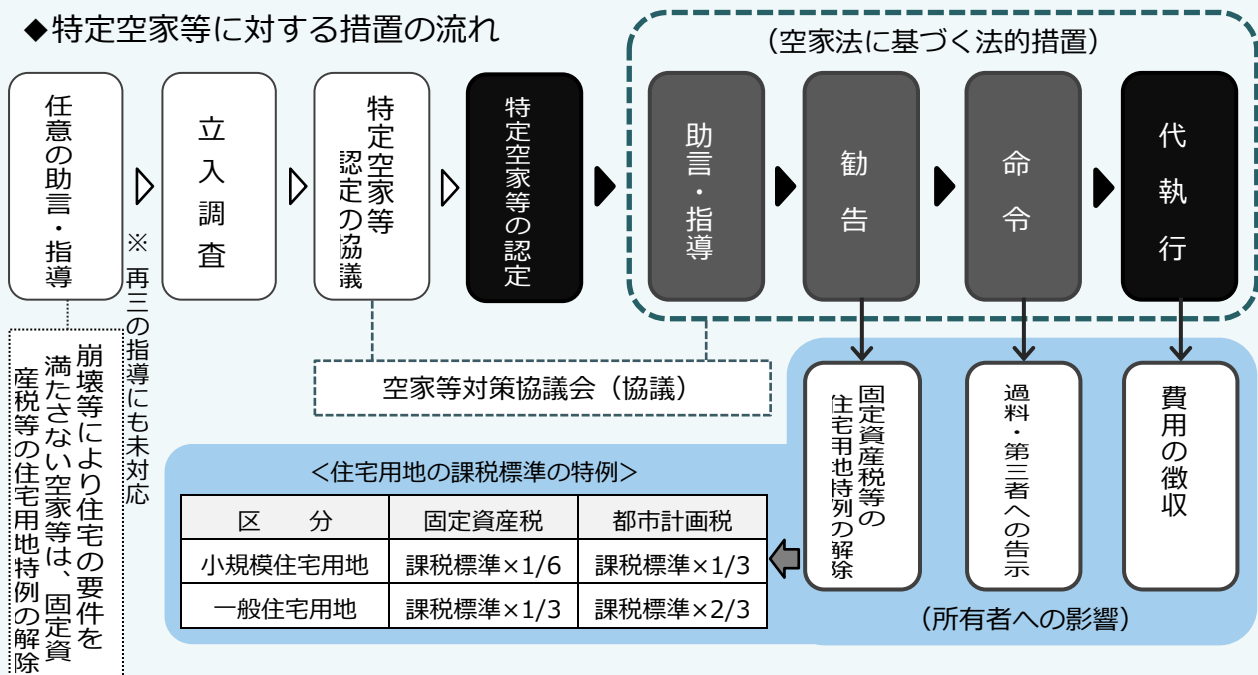 ◆特定空家等に対する措置の流れ
（空家法に基づく法的措置）
任意の助言・指導
※再三の指導にも未対応
立入調査
特定空家等
認定の協議
特定空家等の認定
助言・指導
勧告
命令
代執行
崩壊等により住宅の要件を
満たさない空家等は、固定資
産税等の住宅用地特例の解除
空家等対策協議会（協議）
固定資産税等の
住宅用地特列の解除
過料・第三者への告示
費用の徴収
＜住宅用地の課税標準の特例＞
区　分 固定資産税 都市計画税
小規模住宅用地 課税標準×1/6 課税標準×1/3
一般住宅用地 課税標準×1/3 課税標準×2/3
（所有者への影響）